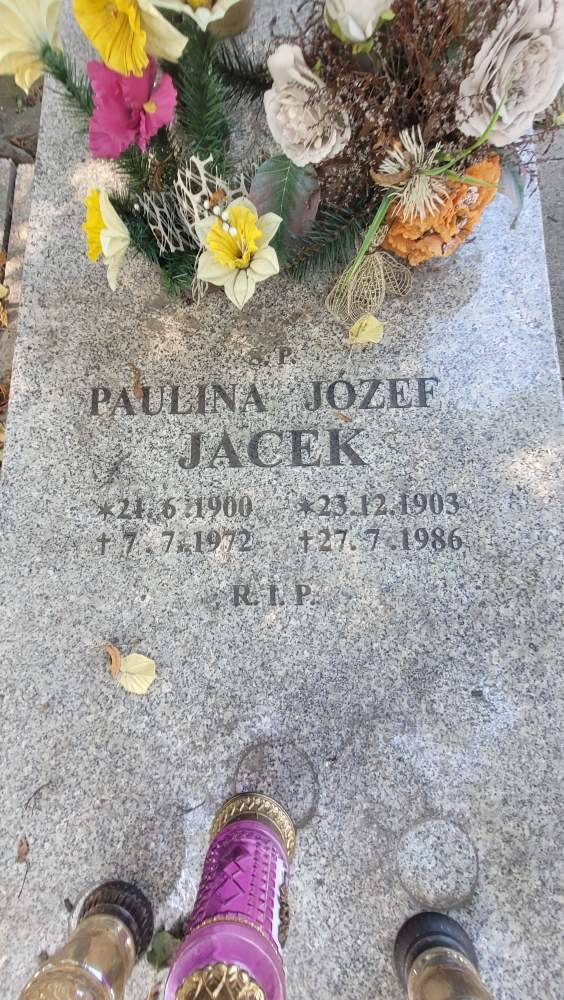 Ś. P.
PAULINA JÓZEF
JACEK
*21.6.1900 *23.12.1903
†7.7.1972 †27.7.1986
R. I. P.